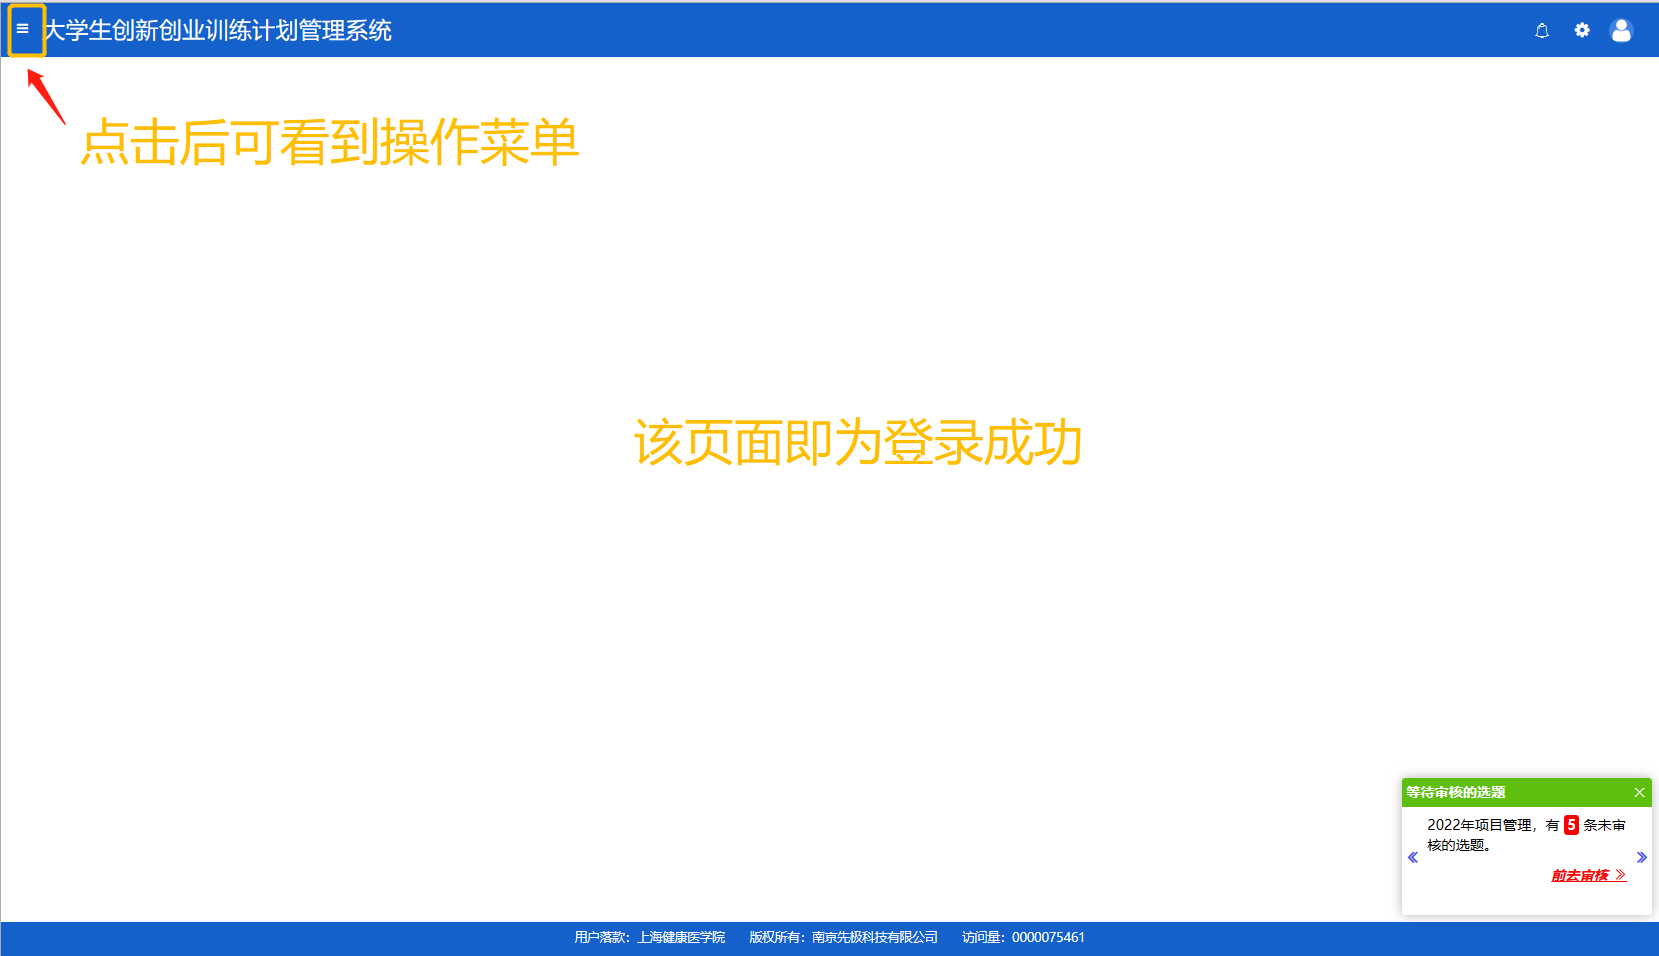 大学生创新创业训练计划管理系统
点击后可看到操作菜单
该页面即为登录成功
等待审核的选题
2022年项目管理，有 5 条未审
核的选题。
前去审核
用户落款：上海健康医学院 版权所有：南京先极科技有限公司 访问量：0000075461